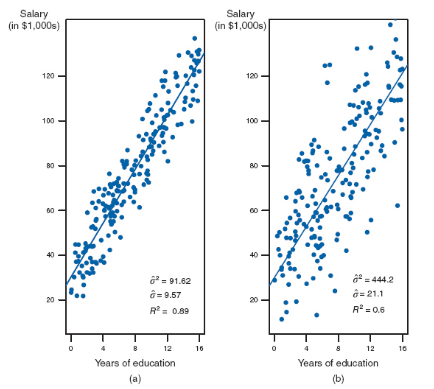 Salary
(in $1,000s)
120
100
80
60
40
20
σ̂² = 91.62
σ̂ = 9.57
R² = 0.89
0 4 8 12 16
Years of education
(a)
Salary
(in $1,000s)
120
100
80
60
40
20
σ̂² = 444.2
σ̂ = 21.1
R² = 0.6
0 4 8 12 16
Years of education
(b)